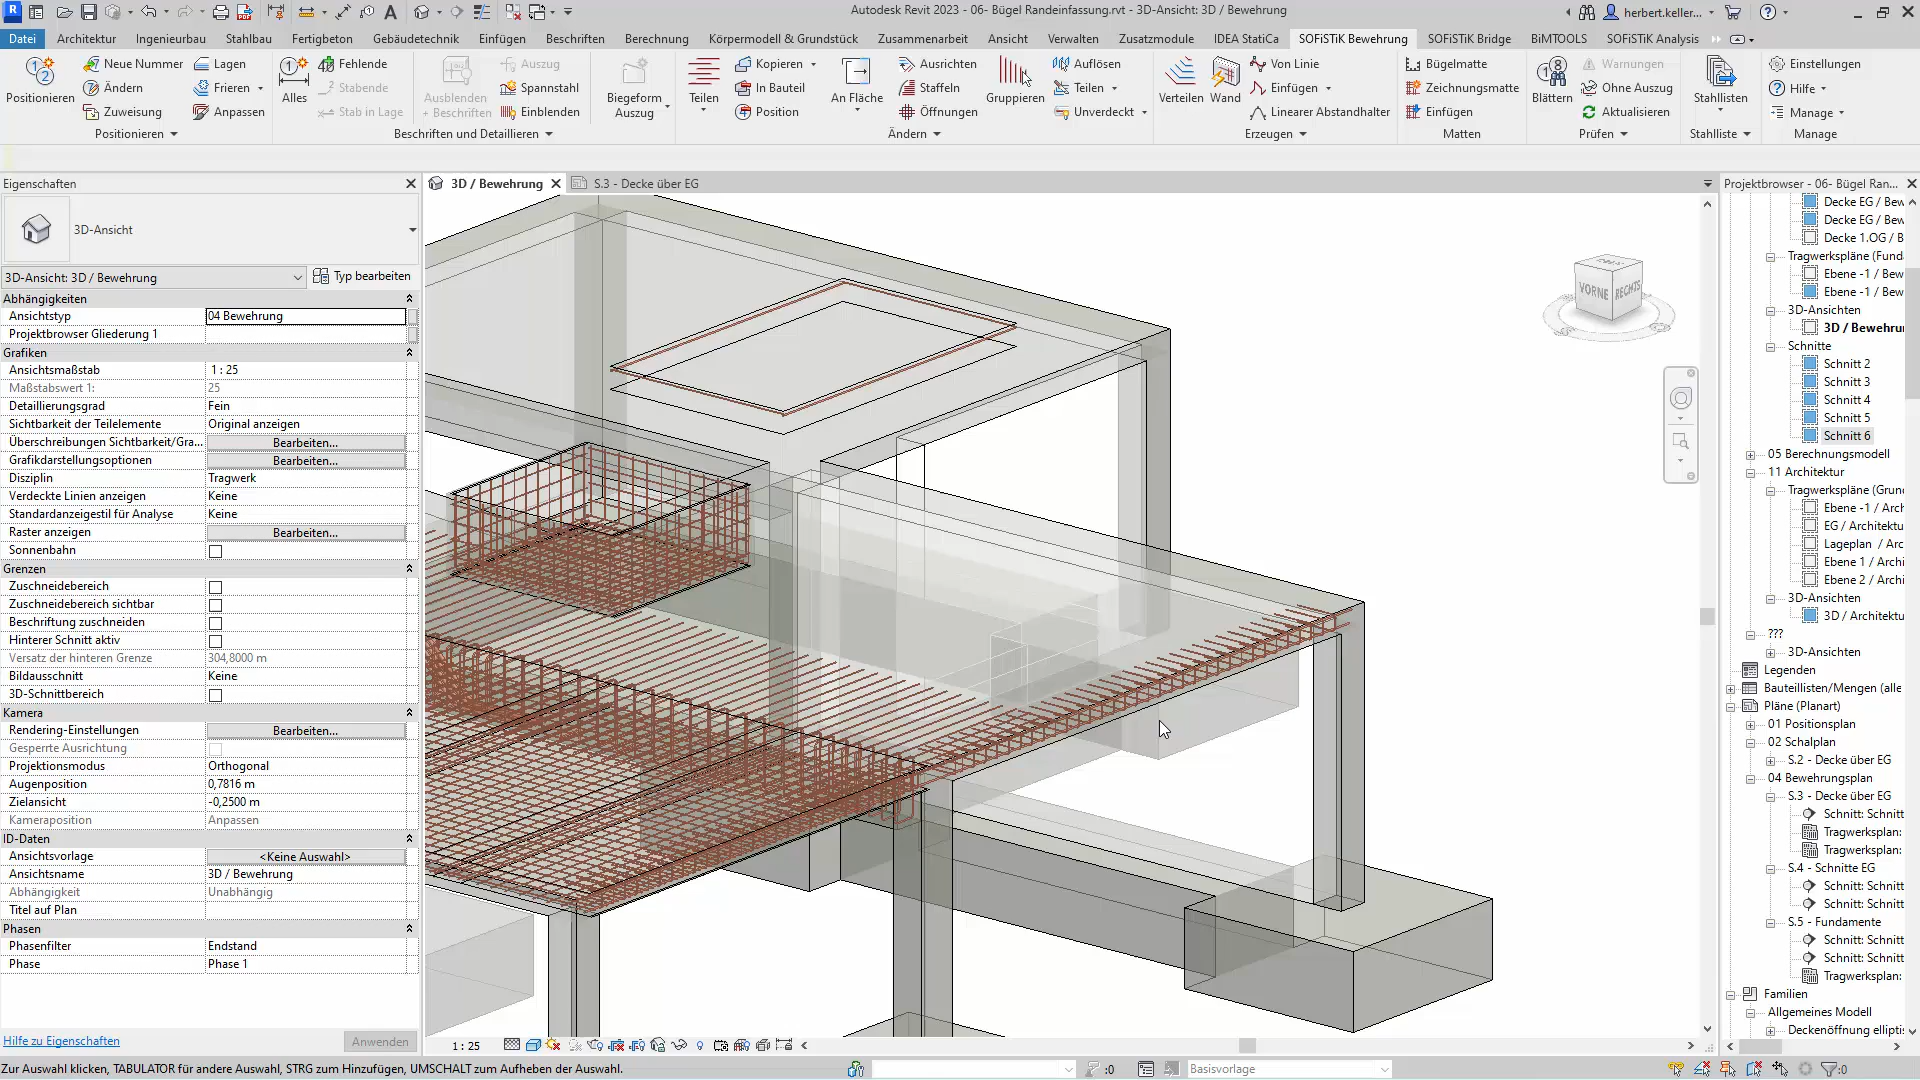 Autodesk Revit 2023 - 06- Bügel Randeinfassung.rvt - 3D-Ansicht: 3D / Bewehrung
herbert.keller...
Datei Architektur Ingenieurbau Stahlbau Fertigbeton Gebäudetechnik Einfügen Beschriften Berechnung Körpermodell & Grundstück Zusammenarbeit Ansicht Verwalten Zusatzmodule IDEA StatiCa SOFiSTiK Bewehrung SOFiSTiK Bridge BiMTOOLS SOFiSTiK Analysis
Positionieren
Neue Nummer
Ändern
Zuweisung
Lagen
Frieren
Anpassen
Positionieren
Alles
Fehlende
Stabende
Stab in Lage
Ausblenden
+ Beschriften
Auszug
Spannstahl
Einblenden
Biegeform
Auszug
Beschriften und Detaillieren
Teilen
Kopieren
In Bauteil
Position
An Fläche
Ausrichten
Staffeln
Öffnungen
Gruppieren
Auflösen
Teilen
Unverdeckt
Ändern
Verteilen
Wand
Von Linie
Einfügen
Linearer Abstandhalter
Erzeugen
Bügelmatte
Zeichnungsmatte
Einfügen
Matten
Blättern
Warnungen
Ohne Auszug
Aktualisieren
Prüfen
Stahllisten
Stahlliste
Einstellungen
Hilfe
Manage
Manage
Eigenschaften
3D-Ansicht
3D-Ansicht: 3D / Bewehrung Typ bearbeiten
Abhängigkeiten
Ansichtstyp 04 Bewehrung
Projektbrowser Gliederung 1
Grafiken
Ansichtsmaßstab 1 : 25
Maßstabswert 1: 25
Detaillierungsgrad Fein
Sichtbarkeit der Teilelemente Original anzeigen
Überschreibungen Sichtbarkeit/Gra... Bearbeiten...
Grafikdarstellungsoptionen Bearbeiten...
Disziplin Tragwerk
Verdeckte Linien anzeigen Keine
Standardanzeigestil für Analyse Keine
Raster anzeigen Bearbeiten...
Sonnenbahn
Grenzen
Zuschneidebereich
Zuschneidebereich sichtbar
Beschriftung zuschneiden
Hinterer Schnitt aktiv
Versatz der hinteren Grenze 304,8000 m
Bildausschnitt Keine
3D-Schnittbereich
Kamera
Rendering-Einstellungen Bearbeiten...
Gesperte Ausrichtung
Projektionsmodus Orthogonal
Augenposition 0,7816 m
Zielansicht -0,2500 m
Kameraposition Anpassen
ID-Daten
Ansichtsvorlage <Keine Auswahl>
Ansichtsname 3D / Bewehrung
Abhängigkeit Unabhängig
Titel auf Plan
Phasen
Phasenfilter Endstand
Phase Phase 1
Hilfe zu Eigenschaften Anwenden
3D / Bewehrung
S.3 - Decke über EG
VORNE
RECHTS
1 : 25
Projektbrowser - 06- Bügel Ran...
Decke EG / Bew
Decke EG / Bew
Decke 1.OG / B
Tragwerkspläne (Fund
Ebene -1 / Bew
Ebene -1 / Bew
3D-Ansichten
3D / Bewehru
Schnitte
Schnitt 2
Schnitt 3
Schnitt 4
Schnitt 5
Schnitt 6
05 Berechnungsmodell
11 Architektur
Tragwerkspläne (Grun
Ebene -1 / Arch
EG / Architektu
Lageplan / Arc
Ebene 1 / Archi
Ebene 2 / Archi
3D-Ansichten
3D / Architektu
???
3D-Ansichten
Legenden
Bauteillisten/Mengen (alle
Pläne (Planart)
01 Positionsplan
02 Schalplan
S.2 - Decke über EG
04 Bewehrungsplan
S.3 - Decke über EG
Schnitt: Schnitt
Tragwerksplan:
Tragwerksplan:
S.4 - Schnitte EG
Schnitt: Schnitt
Schnitt: Schnitt
S.5 - Fundamente
Schnitt: Schnitt
Schnitt: Schnitt
Tragwerksplan:
Familien
Allgemeines Modell
Deckenöffnung ellipti
Zur Auswahl klicken, TABULATOR für andere Auswahl, STRG zum Hinzufügen, UMSCHALT zum Aufheben der Auswahl.
:0
Basisvorlage
:0